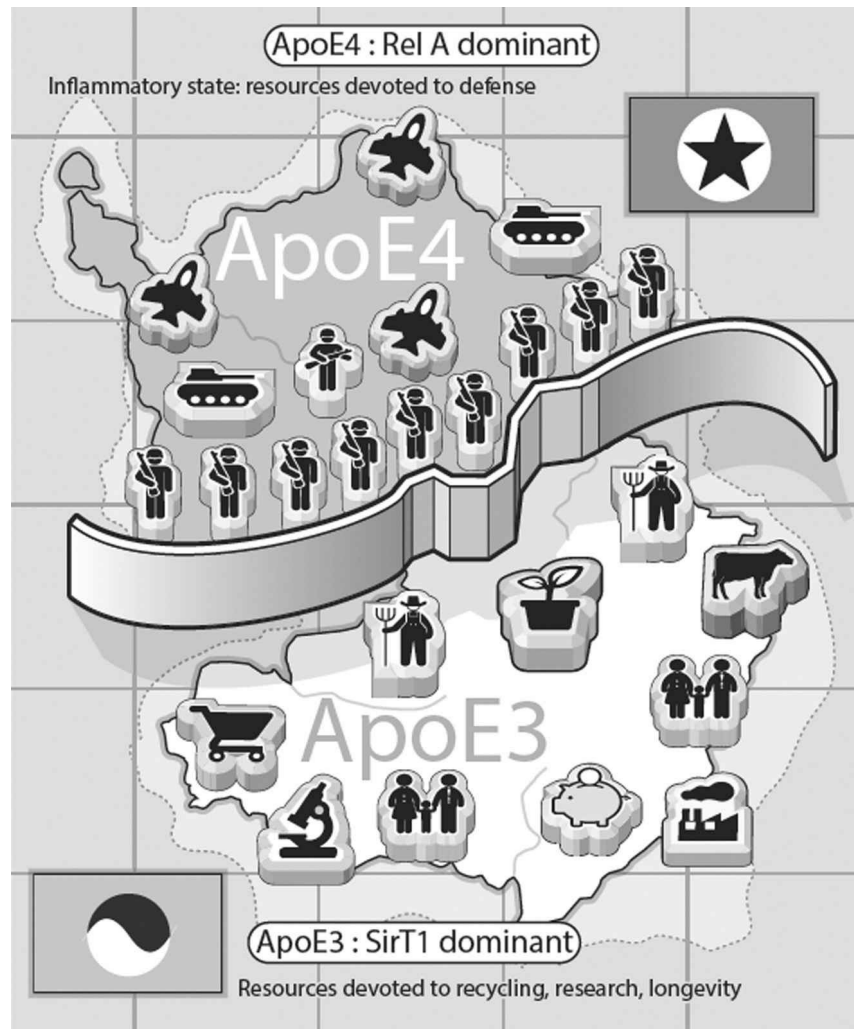 ApoE4 : Rel A dominant
Inflammatory state: resources devoted to defense
ApoE4
ApoE3
ApoE3 : SirT1 dominant
Resources devoted to recycling, research, longevity